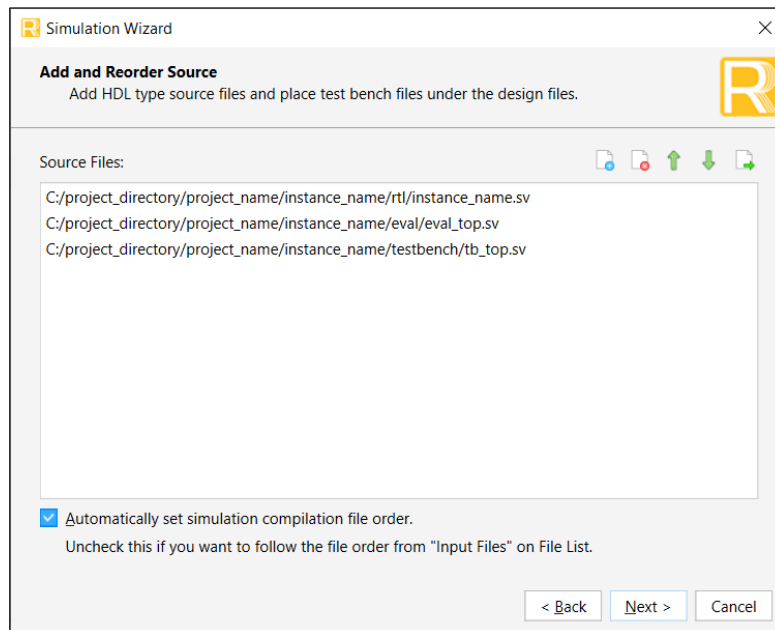 Simulation Wizard
Add and Reorder Source
Add HDL type source files and place test bench files under the design files.
Source Files:
C:/project_directory/project_name/instance_name/rtl/instance_name.sv
C:/project_directory/project_name/instance_name/eval/eval_top.sv
C:/project_directory/project_name/instance_name/testbench/tb_top.sv
Automatically set simulation compilation file order.
Uncheck this if you want to follow the file order from "Input Files" on File List.
< Back Next > Cancel